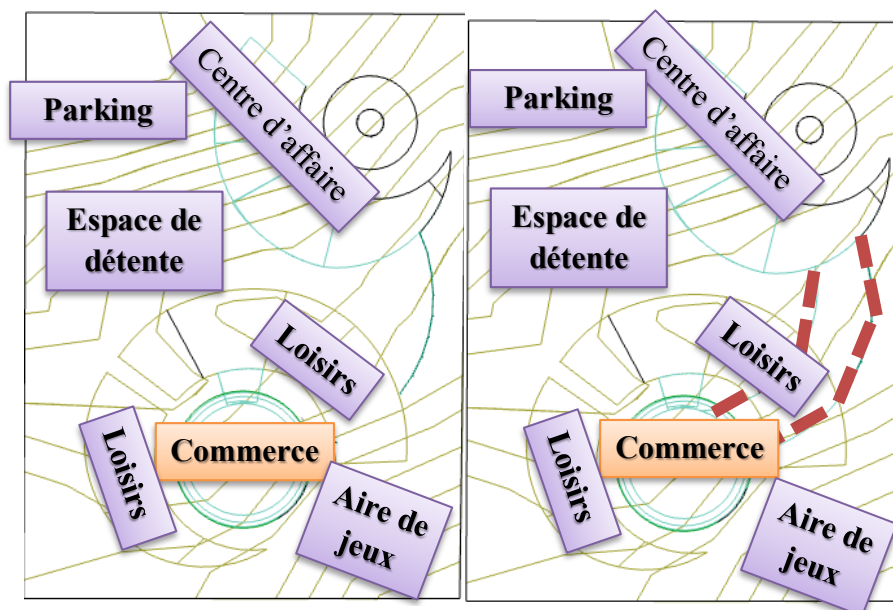 Parking
Centre d'affaire
Espace de
détente
Loisirs
Loisirs
Commerce
Aire de
jeux
Parking
Centre d'affaire
Espace de
détente
Loisirs
Loisirs
Commerce
Aire de
jeux